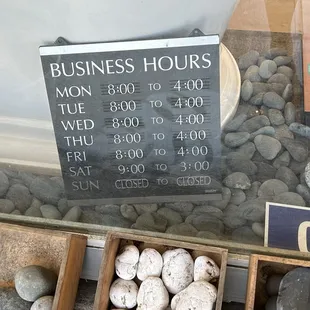 BUSINESS HOURS
MON 8:00 TO 4:00
TUE 8:00 TO 4:00
WED 8:00 TO 4:00
THU 8:00 TO 4:00
FRI 8:00 TO 4:00
SAT 8:00 TO 3:00
SUN CLOSED TO CLOSED